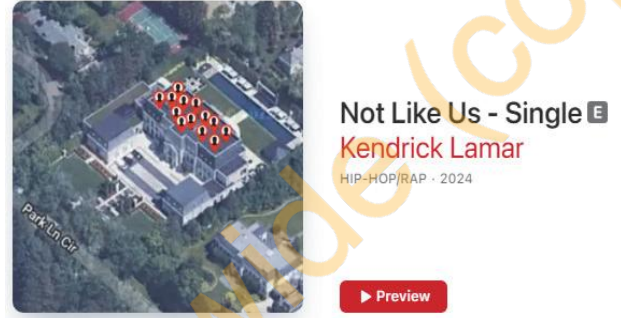 Not Like Us - Single E
Kendrick Lamar
HIP-HOP/RAP · 2024
Park Ln Cir
Preview